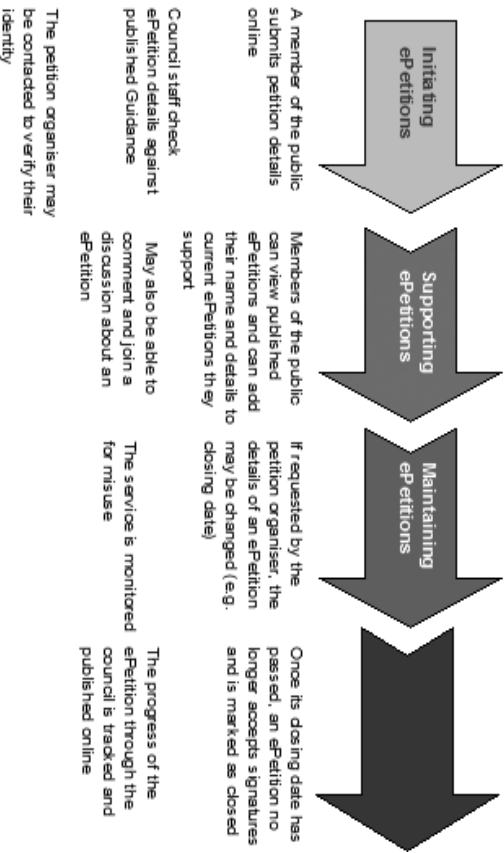 Initiating
ePetitions
Supporting
ePetitions
Maintaining
ePetitions
A member of the public
submits petition details
online
Council staff check
ePetition details against
published Guidance
The petition organiser may
be contacted to verify their
identity
Members of the public
can view published
ePetitions and can add
their name and details to
current ePetitions they
support
May also be able to
comment and join a
discussion about an
ePetition
If requested by the
petition organiser, the
details of an ePetition
may be changed (e.g.
closing date)
The service is monitored
for misuse
Once its closing date has
passed, an ePetition no
longer accepts signatures
and is marked as closed
The progress of the
ePetition through the
council is tracked and
published online